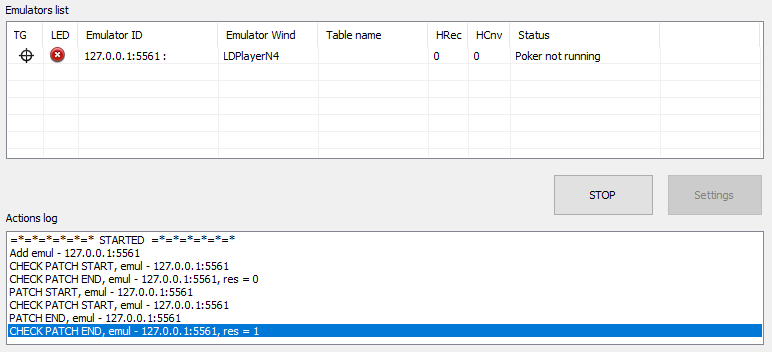 Emulators list
TG LED Emulator ID Emulator Wind Table name HRec HCnv Status
127.0.0.1:5561 : LDPlayerN4 0 0 Poker not running
STOP Settings
Actions log
=*=*=*=*=*=* STARTED =*=*=*=*=*=*
Add emul - 127.0.0.1:5561
CHECK PATCH START, emul - 127.0.0.1:5561
CHECK PATCH END, emul - 127.0.0.1:5561, res = 0
PATCH START, emul - 127.0.0.1:5561
CHECK PATCH START, emul - 127.0.0.1:5561
PATCH END, emul - 127.0.0.1:5561
CHECK PATCH END, emul - 127.0.0.1:5561, res = 1